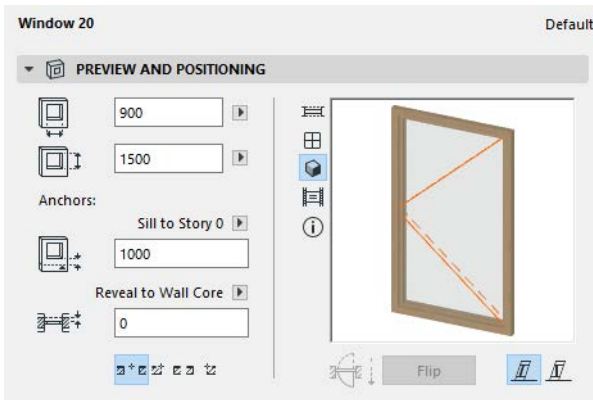 Window 20
Default
PREVIEW AND POSITIONING
900
1500
Anchors:
Sill to Story 0
1000
Reveal to Wall Core
0
Flip